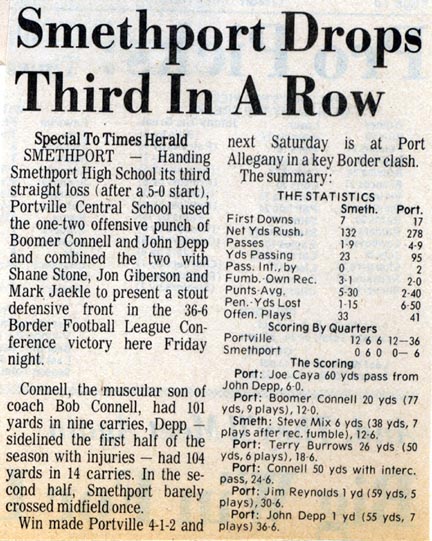 Smethport Drops
Third In A Row
Special To Times Herald
SMETHPORT — Handing
Smethport High School its third
straight loss (after a 5-0 start),
Portville Central School used
the one-two offensive punch of
Boomer Connell and John Depp
and combined the two with
Shane Stone, Jon Giberson and
Mark Jaekle to present a stout
defensive front in the 36-6
Border Football League Con-
ference victory here Friday
night.
Connell, the muscular son of
coach Bob Connell, had 101
yards in nine carries, Depp —
sidelined the first half of the
season with injuries — had 104
yards in 14 carries. In the se-
cond half, Smethport barely
crossed midfield once.
Win made Portville 4-1-2 and
next Saturday is at Port
Allegany in a key Border clash.
The summary:
THE STATISTICS
Smeth. Port.
First Downs 7 17
Net Yds Rush. 132 278
Passes 1-9 4-9
Yds Passing 23 95
Pass. Int., by 0 2
Fumb.-Own Rec. 3-1 2-0
Punts-Avg. 5-30 2-40
Pen.-Yds Lost 1-15 6-50
Offen. Plays 33 41
Scoring By Quarters
Portville 12 6 6 12—36
Smethport 0 6 0 0— 6
The Scoring
Port: Joe Caya 60 yds pass from
John Depp, 6-0.
Port: Boomer Connell 20 yds (77
yds, 9 plays), 12-0.
Smeth: Steve Mix 6 yds (38 yds, 7
plays after rec. fumble), 12-6.
Port: Terry Burrows 26 yds (50
yds, 6 plays), 18-6.
Port: Connell 50 yds with interc.
pass, 24-6.
Port: Jim Reynolds 1 yd (59 yds, 5
plays), 30-6.
Port: John Depp 1 yd (55 yds, 7
plays) 36-6.